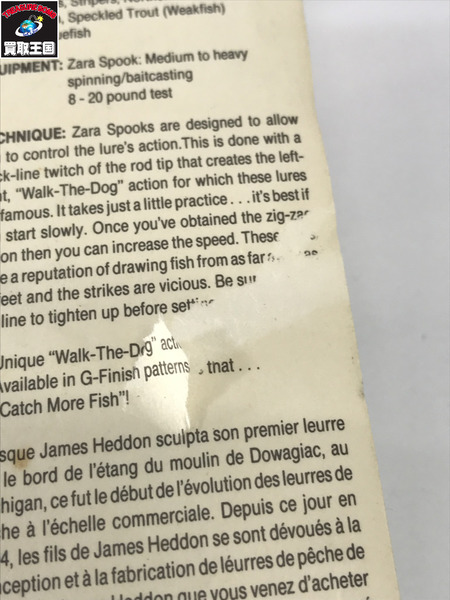 TREASURE
買取王国
Stripers,
, Speckled Trout (Weakfish)
efish
UIPMENT: Zara Spook: Medium to heavy
spinning/baitcasting
8 - 20 pound test
CHNIQUE: Zara Spooks are designed to allow
to control the lure's action.This is done with a
ck-line twitch of the rod tip that creates the left-
t, “Walk-The-Dog” action for which these lures
famous. It takes just a little practice . . . it's best if
start slowly. Once you've obtained the zig-za
on then you can increase the speed. These
e a reputation of drawing fish from as far as
feet and the strikes are vicious. Be su
line to tighten up before setti
Unique “Walk-The-Dog” acti
Available in G-Finish patterns that . . .
Catch More Fish”!
sque James Heddon sculpta son premier leurre
le bord de l'étang du moulin de Dowagiac, au
higan, ce fut le début de l'évolution des leurres de
he à l'échelle commerciale. Depuis ce jour en
4, les fils de James Heddon se sont dévoués à la
nception et à la fabrication de léurres de pêche de
Heddon que vous venez d'acheter